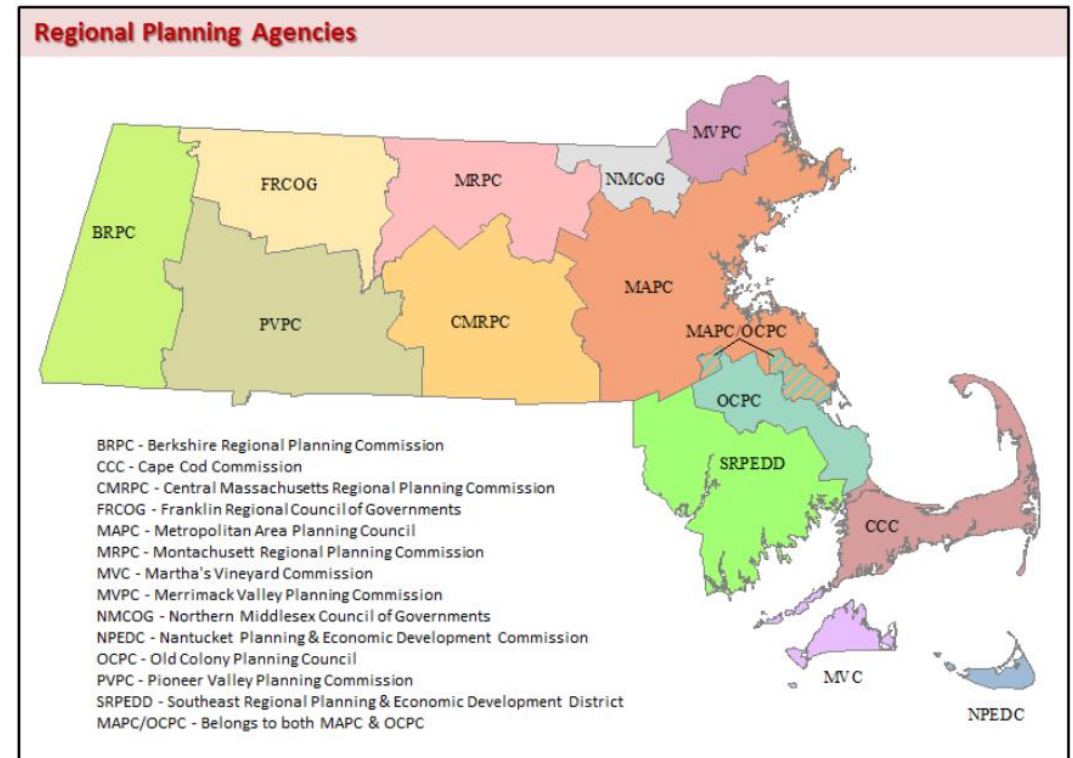 Regional Planning Agencies
MVPC
FRCOG
MRPC
NMCoG
BRPC
MAPC
PVPC
CMRPC
MAPC/OCPC
OCPC
SRPEDD
CCC
MVC
NPEDC
BRPC - Berkshire Regional Planning Commission
CCC - Cape Cod Commission
CMRPC - Central Massachusetts Regional Planning Commission
FRCOG - Franklin Regional Council of Governments
MAPC - Metropolitan Area Planning Council
MRPC - Montachusett Regional Planning Commission
MVC - Martha's Vineyard Commission
MVPC - Merrimack Valley Planning Commission
NMCOG - Northern Middlesex Council of Governments
NPEDC - Nantucket Planning & Economic Development Commission
OCPC - Old Colony Planning Council
PVPC - Pioneer Valley Planning Commission
SRPEDD - Southeast Regional Planning & Economic Development District
MAPC/OCPC - Belongs to both MAPC & OCPC